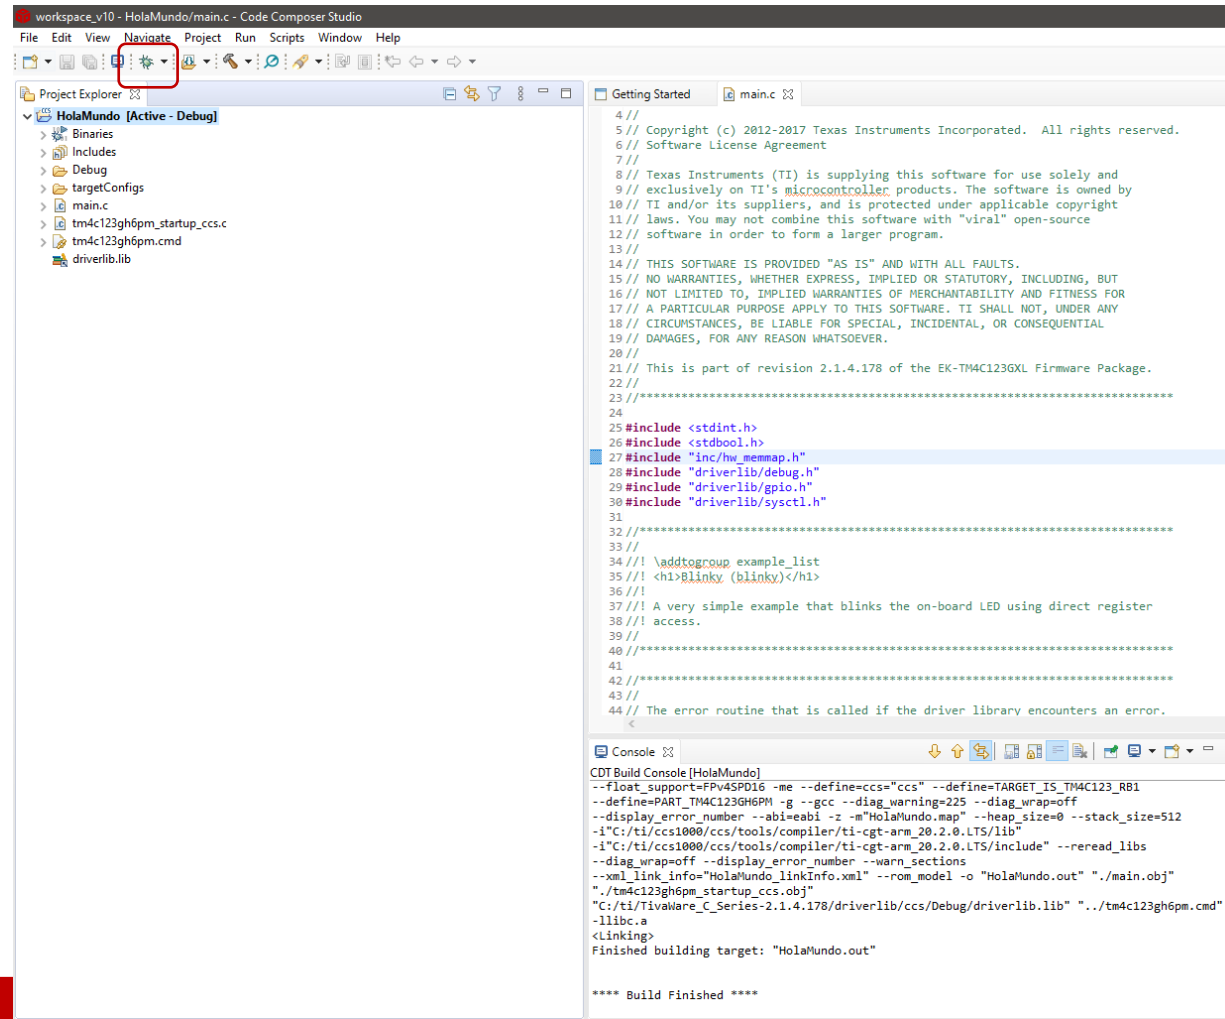 workspace_v10 - HolaMundo/main.c - Code Composer Studio
File Edit View Navigate Project Run Scripts Window Help
Project Explorer
HolaMundo [Active - Debug]
Binaries
Includes
Debug
targetConfigs
main.c
tm4c123gh6pm_startup_ccs.c
tm4c123gh6pm.cmd
driverlib.lib
Getting Started main.c
4 //
5 // Copyright (c) 2012-2017 Texas Instruments Incorporated.  All rights reserved.
6 // Software License Agreement
7 //
8 // Texas Instruments (TI) is supplying this software for use solely and
9 // exclusively on TI's microcontroller products. The software is owned by
10 // TI and/or its suppliers, and is protected under applicable copyright
11 // laws. You may not combine this software with "viral" open-source
12 // software in order to form a larger program.
13 //
14 // THIS SOFTWARE IS PROVIDED "AS IS" AND WITH ALL FAULTS.
15 // NO WARRANTIES, WHETHER EXPRESS, IMPLIED OR STATUTORY, INCLUDING, BUT
16 // NOT LIMITED TO, IMPLIED WARRANTIES OF MERCHANTABILITY AND FITNESS FOR
17 // A PARTICULAR PURPOSE APPLY TO THIS SOFTWARE. TI SHALL NOT, UNDER ANY
18 // CIRCUMSTANCES, BE LIABLE FOR SPECIAL, INCIDENTAL, OR CONSEQUENTIAL
19 // DAMAGES, FOR ANY REASON WHATSOEVER.
20 //
21 // This is part of revision 2.1.4.178 of the EK-TM4C123GXL Firmware Package.
22 //
23 //*****************************************************************************
24
25 #include <stdint.h>
26 #include <stdbool.h>
27 #include "inc/hw_memmap.h"
28 #include "driverlib/debug.h"
29 #include "driverlib/gpio.h"
30 #include "driverlib/sysctl.h"
31
32 //*****************************************************************************
33 //
34 //! \addtogroup example_list
35 //! <h1>Blinky (blinky)</h1>
36 //!
37 //! A very simple example that blinks the on-board LED using direct register
38 //! access.
39 //
40 //*****************************************************************************
41
42 //*****************************************************************************
43 //
44 // The error routine that is called if the driver library encounters an error.
Console
CDT Build Console [HolaMundo]
--float_support=FPv4SPD16 -me --define=ccs="ccs" --define=TARGET_IS_TM4C123_RB1
--define=PART_TM4C123GH6PM -g --gcc --diag_warning=225 --diag_wrap=off
--display_error_number --abi=eabi -z -m"HolaMundo.map" --heap_size=0 --stack_size=512
-i"C:/ti/ccs1000/ccs/tools/compiler/ti-cgt-arm_20.2.0.LTS/lib"
-i"C:/ti/ccs1000/ccs/tools/compiler/ti-cgt-arm_20.2.0.LTS/include" --reread_libs
--diag_wrap=off --display_error_number --warn_sections
--xml_link_info="HolaMundo_linkInfo.xml" --rom_model -o "HolaMundo.out" "./main.obj"
"./tm4c123gh6pm_startup_ccs.obj"
"C:/ti/TivaWare_C_Series-2.1.4.178/driverlib/ccs/Debug/driverlib.lib" "../tm4c123gh6pm.cmd"
-llibc.a
<Linking>
Finished building target: "HolaMundo.out"
**** Build Finished ****